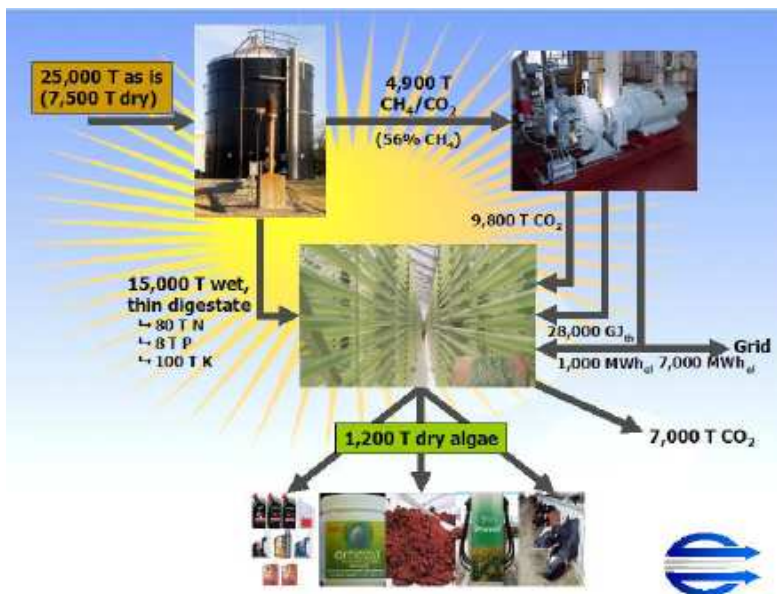 25,000 T as is
(7,500 T dry)
4,900 T
CH₄/CO₂
(56% CH₄)
9,800 T CO₂
15,000 T wet,
thin digestate
↳ 80 T N
↳ 8 T P
↳ 100 T K
28,000 GJth
Grid
1,000 MWhel 7,000 MWhel
1,200 T dry algae
7,000 T CO₂